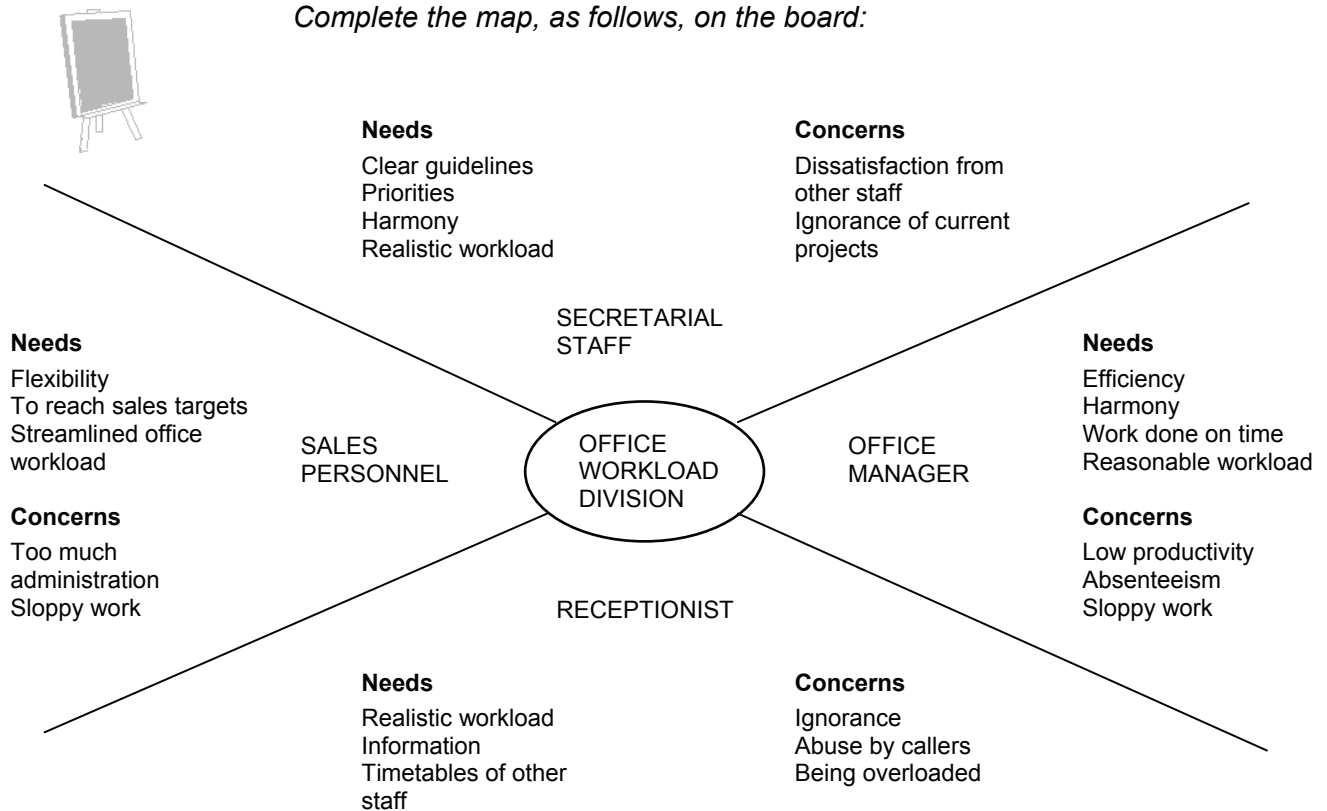 Complete the map, as follows, on the board:
Needs
Clear guidelines
Priorities
Harmony
Realistic workload
Concerns
Dissatisfaction from
other staff
Ignorance of current
projects
SECRETARIAL
STAFF
Needs
Flexibility
To reach sales targets
Streamlined office
workload
Concerns
Too much
administration
Sloppy work
SALES
PERSONNEL
OFFICE
WORKLOAD
DIVISION
OFFICE
MANAGER
Needs
Efficiency
Harmony
Work done on time
Reasonable workload
Concerns
Low productivity
Absenteeism
Sloppy work
RECEPTIONIST
Needs
Realistic workload
Information
Timetables of other
staff
Concerns
Ignorance
Abuse by callers
Being overloaded